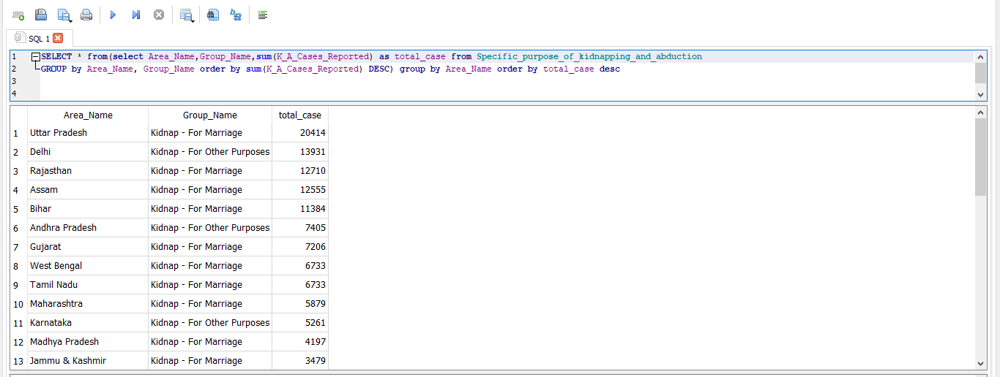 SQL 1
1 SELECT * from(select Area_Name,Group_Name,sum(K_A_Cases_Reported) as total_case from Specific_purpose_of_kidnapping_and_abduction
2 GROUP by Area_Name, Group_Name order by sum(K_A_Cases_Reported) DESC) group by Area_Name order by total_case desc
3
4
Area_Name Group_Name total_case
1 Uttar Pradesh Kidnap - For Marriage 20414
2 Delhi Kidnap - For Other Purposes 13931
3 Rajasthan Kidnap - For Marriage 12710
4 Assam Kidnap - For Marriage 12555
5 Bihar Kidnap - For Marriage 11384
6 Andhra Pradesh Kidnap - For Other Purposes 7405
7 Gujarat Kidnap - For Marriage 7206
8 West Bengal Kidnap - For Marriage 6733
9 Tamil Nadu Kidnap - For Marriage 6733
10 Maharashtra Kidnap - For Marriage 5879
11 Karnataka Kidnap - For Other Purposes 5261
12 Madhya Pradesh Kidnap - For Marriage 4197
13 Jammu & Kashmir Kidnap - For Marriage 3479